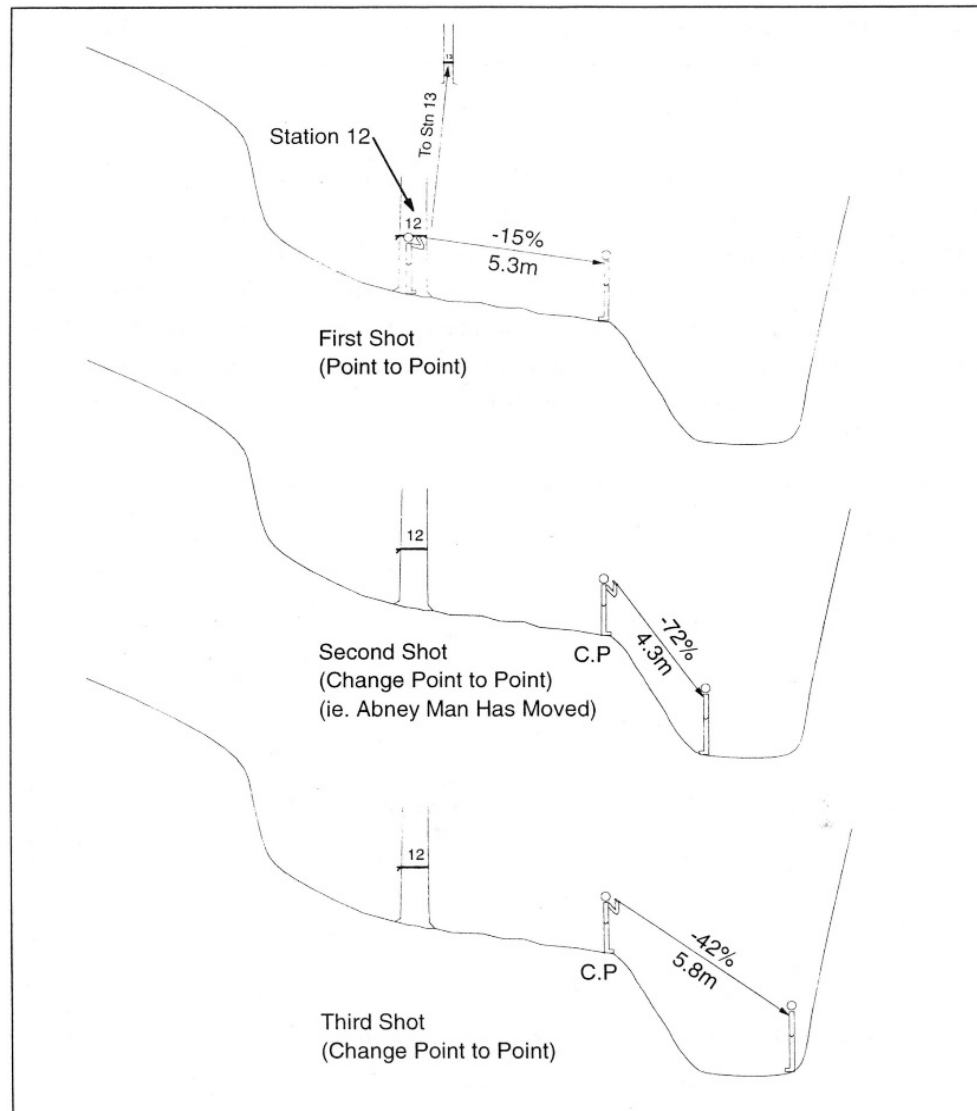 13
To Stn 13
Station 12
12
-15%
5.3m
First Shot
(Point to Point)
12
-72%
4.3m
C.P
Second Shot
(Change Point to Point)
(ie. Abney Man Has Moved)
12
-42%
5.8m
C.P
Third Shot
(Change Point to Point)